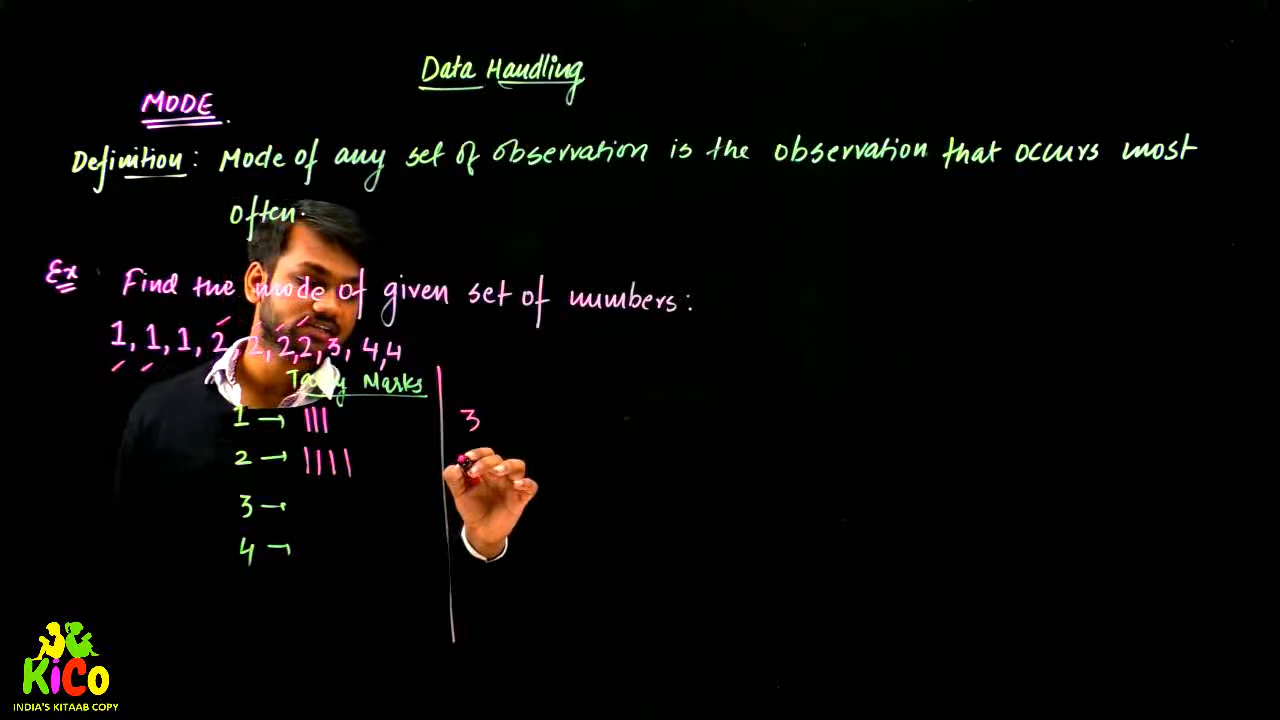 Data Handling
MODE.
Definition: Mode of any set of observation is the observation that occurs most
often.
Ex Find the mode of given set of numbers:
1, 1, 1, 2, 2, 2, 2, 3, 4, 4
Tally Marks
1 → ||| 3
2 → ||||
3 →
4 →
KiCo
INDIA'S KITAAB COPY